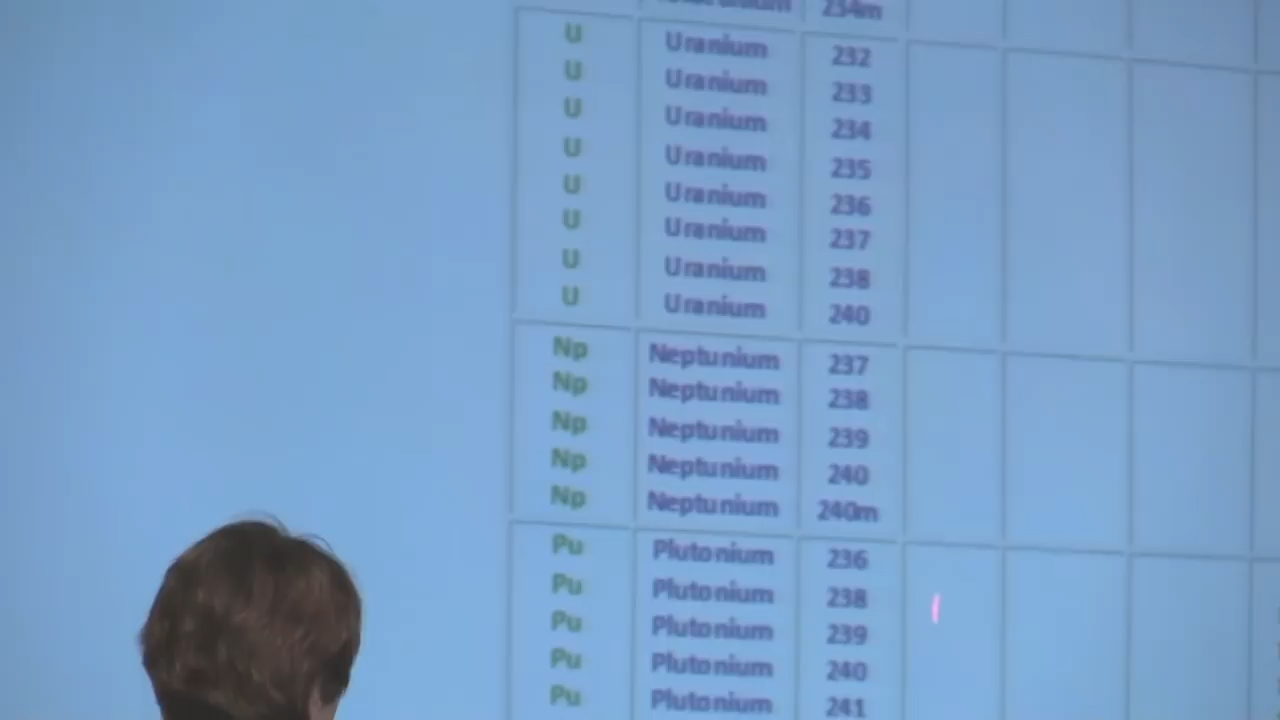 234m
U Uranium 232
U Uranium 233
U Uranium 234
U Uranium 235
U Uranium 236
U Uranium 237
U Uranium 238
U Uranium 240
Np Neptunium 237
Np Neptunium 238
Np Neptunium 239
Np Neptunium 240
Np Neptunium 240m
Pu Plutonium 236
Pu Plutonium 238
Pu Plutonium 239
Pu Plutonium 240
Pu Plutonium 241